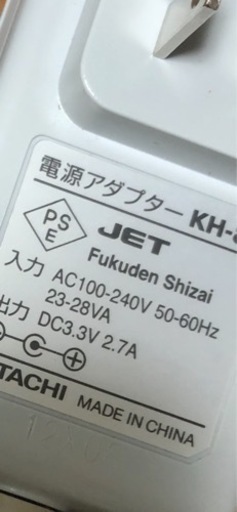 電源アダプター KH-
PSE JET
Fukuden Shizai
入力 AC100-240V 50-60Hz
23-28VA
出力 DC3.3V 2.7A
TACHI MADE IN CHINA